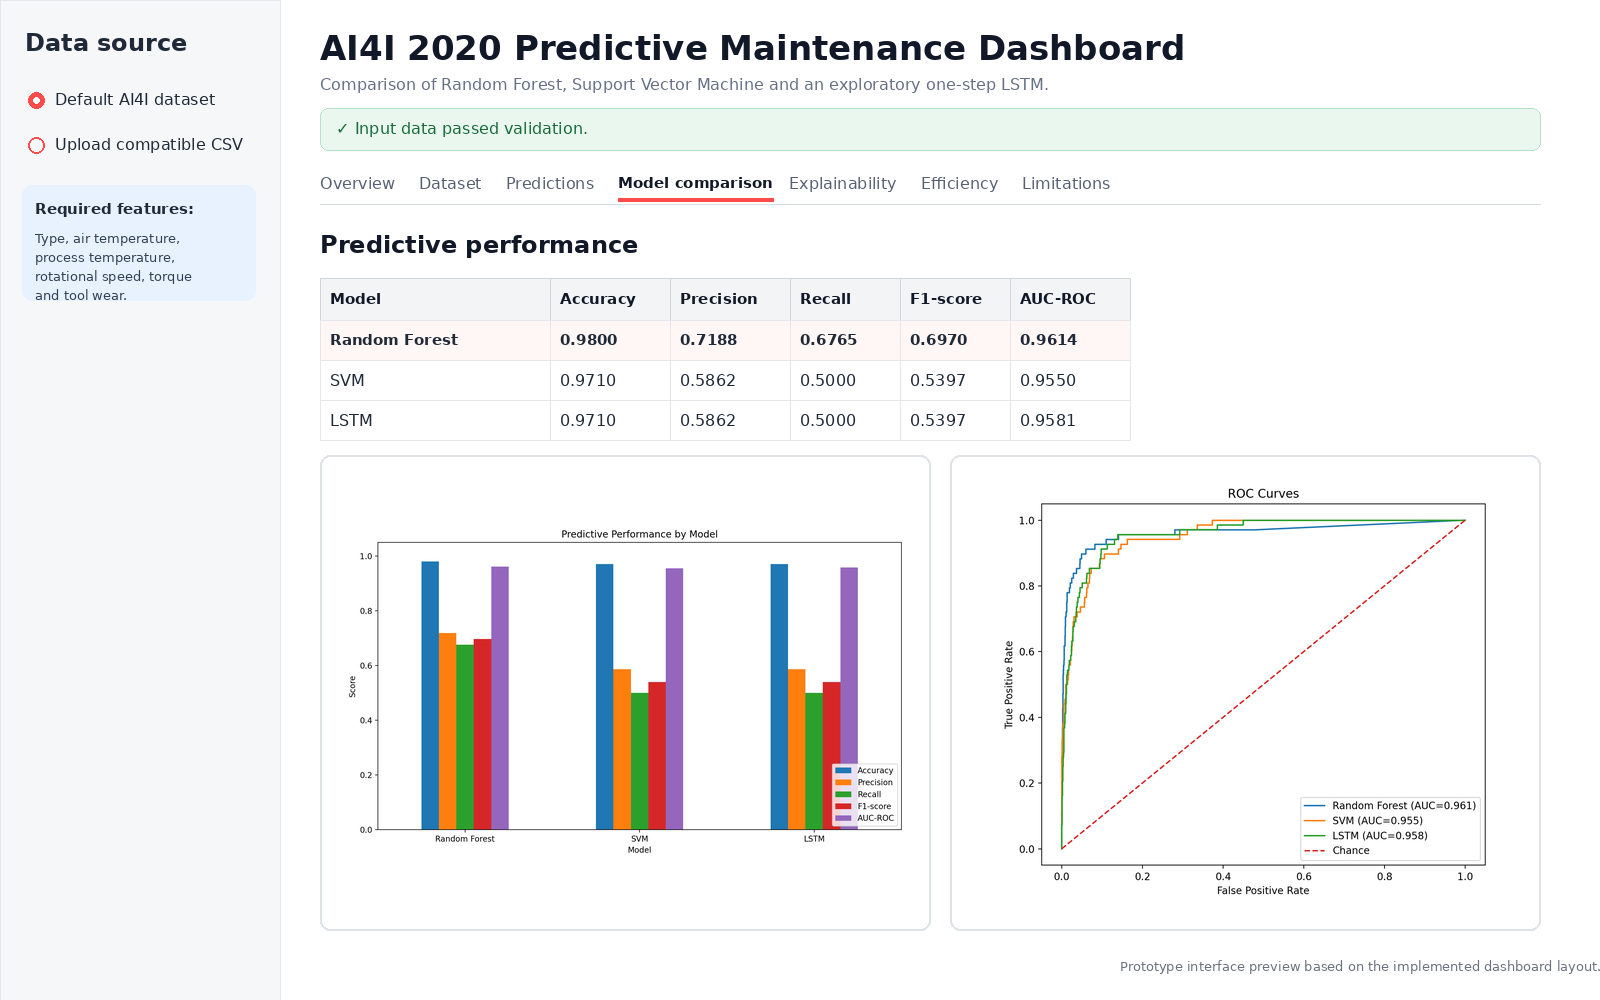 Data source
Default AI4I dataset
Upload compatible CSV
Required features:
Type, air temperature,
process temperature,
rotational speed, torque
and tool wear.
AI4I 2020 Predictive Maintenance Dashboard
Comparison of Random Forest, Support Vector Machine and an exploratory one-step LSTM.
✓ Input data passed validation.
Overview Dataset Predictions Model comparison Explainability Efficiency Limitations
Predictive performance
Model Accuracy Precision Recall F1-score AUC-ROC
Random Forest 0.9800 0.7188 0.6765 0.6970 0.9614
SVM 0.9710 0.5862 0.5000 0.5397 0.9550
LSTM 0.9710 0.5862 0.5000 0.5397 0.9581
Predictive Performance by Model
Score
1.0
0.8
0.6
0.4
0.2
0.0
Random Forest SVM LSTM
Model
Accuracy
Precision
Recall
F1-score
AUC-ROC
ROC Curves
True Positive Rate
1.0
0.8
0.6
0.4
0.2
0.0
0.0 0.2 0.4 0.6 0.8 1.0
False Positive Rate
Random Forest (AUC=0.961)
SVM (AUC=0.955)
LSTM (AUC=0.958)
Chance
Prototype interface preview based on the implemented dashboard layout.